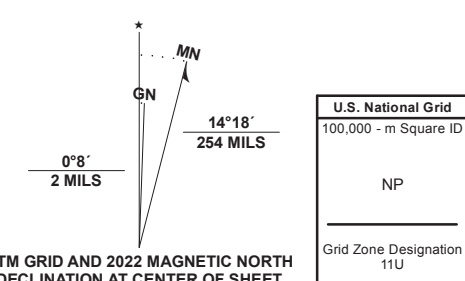 ★
MN
GN
14°18´
254 MILS
0°8´
2 MILS
TM GRID AND 2022 MAGNETIC NORTH
DECLINATION AT CENTER OF SHEET
U.S. National Grid
100,000 - m Square ID
NP
Grid Zone Designation
11U